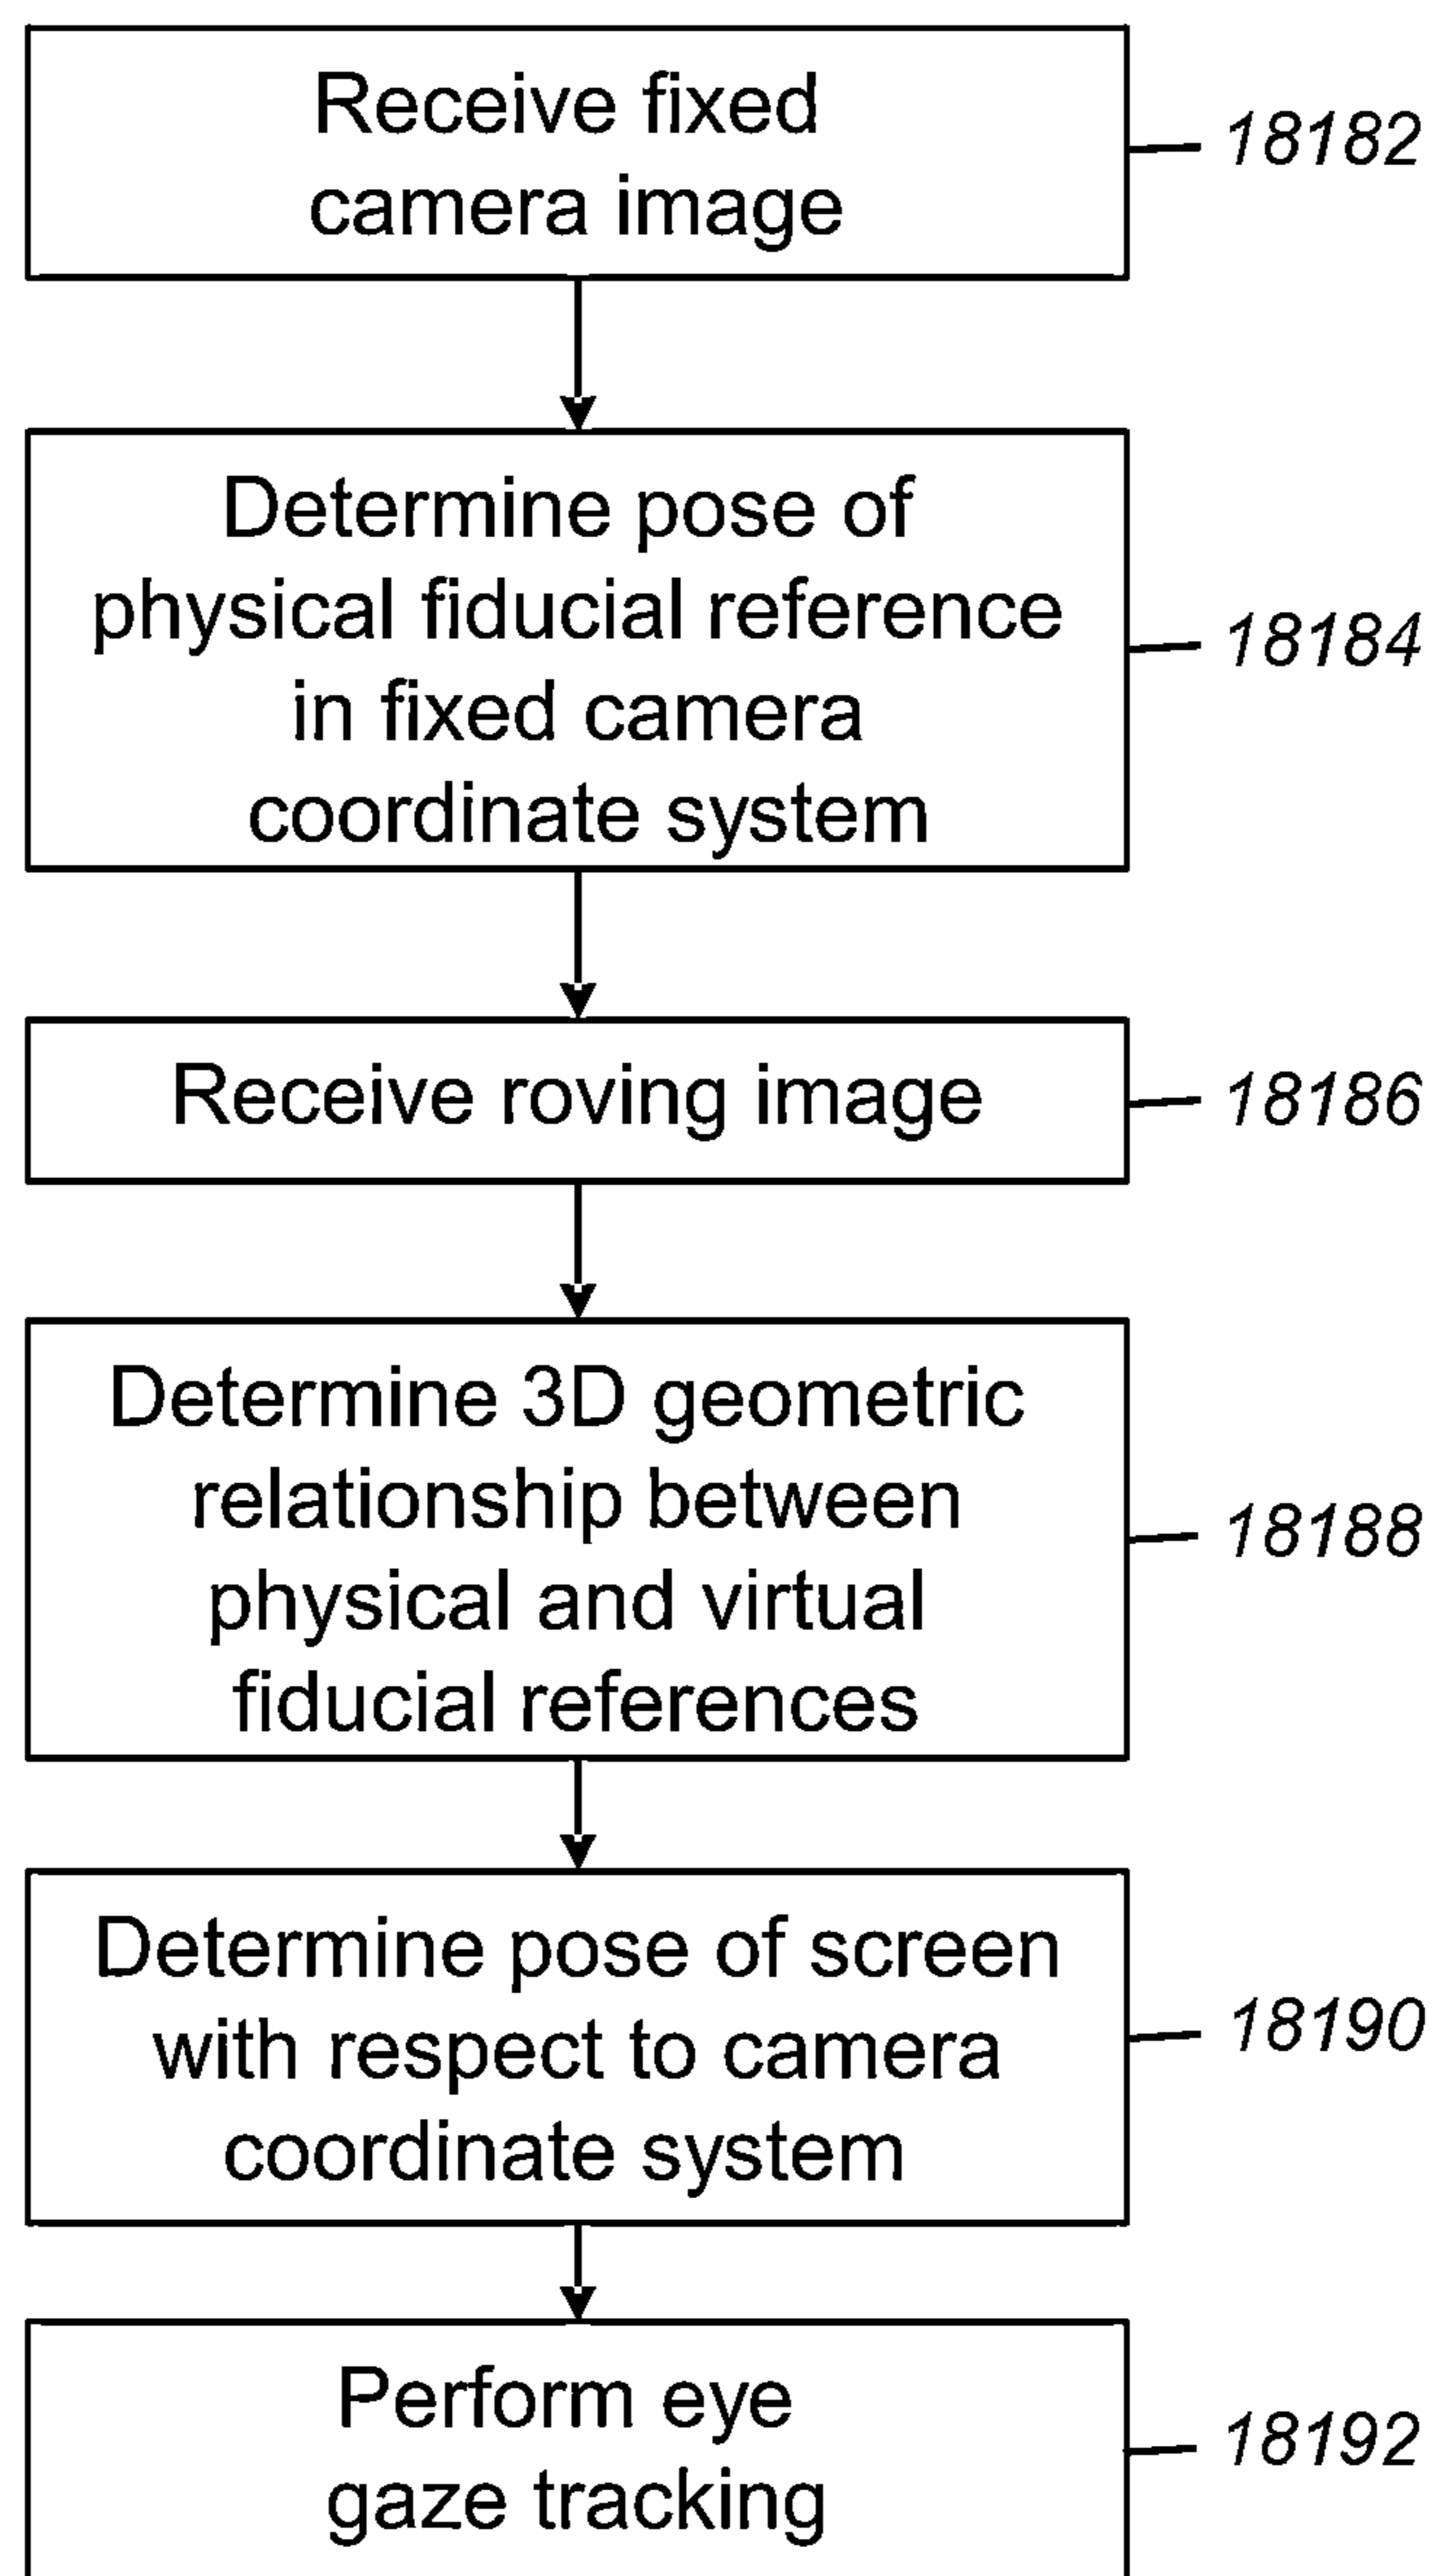 Receive fixed
camera image
18182
Determine pose of
physical fiducial reference
in fixed camera
coordinate system
18184
Receive roving image
18186
Determine 3D geometric
relationship between
physical and virtual
fiducial references
18188
Determine pose of screen
with respect to camera
coordinate system
18190
Perform eye
gaze tracking
18192